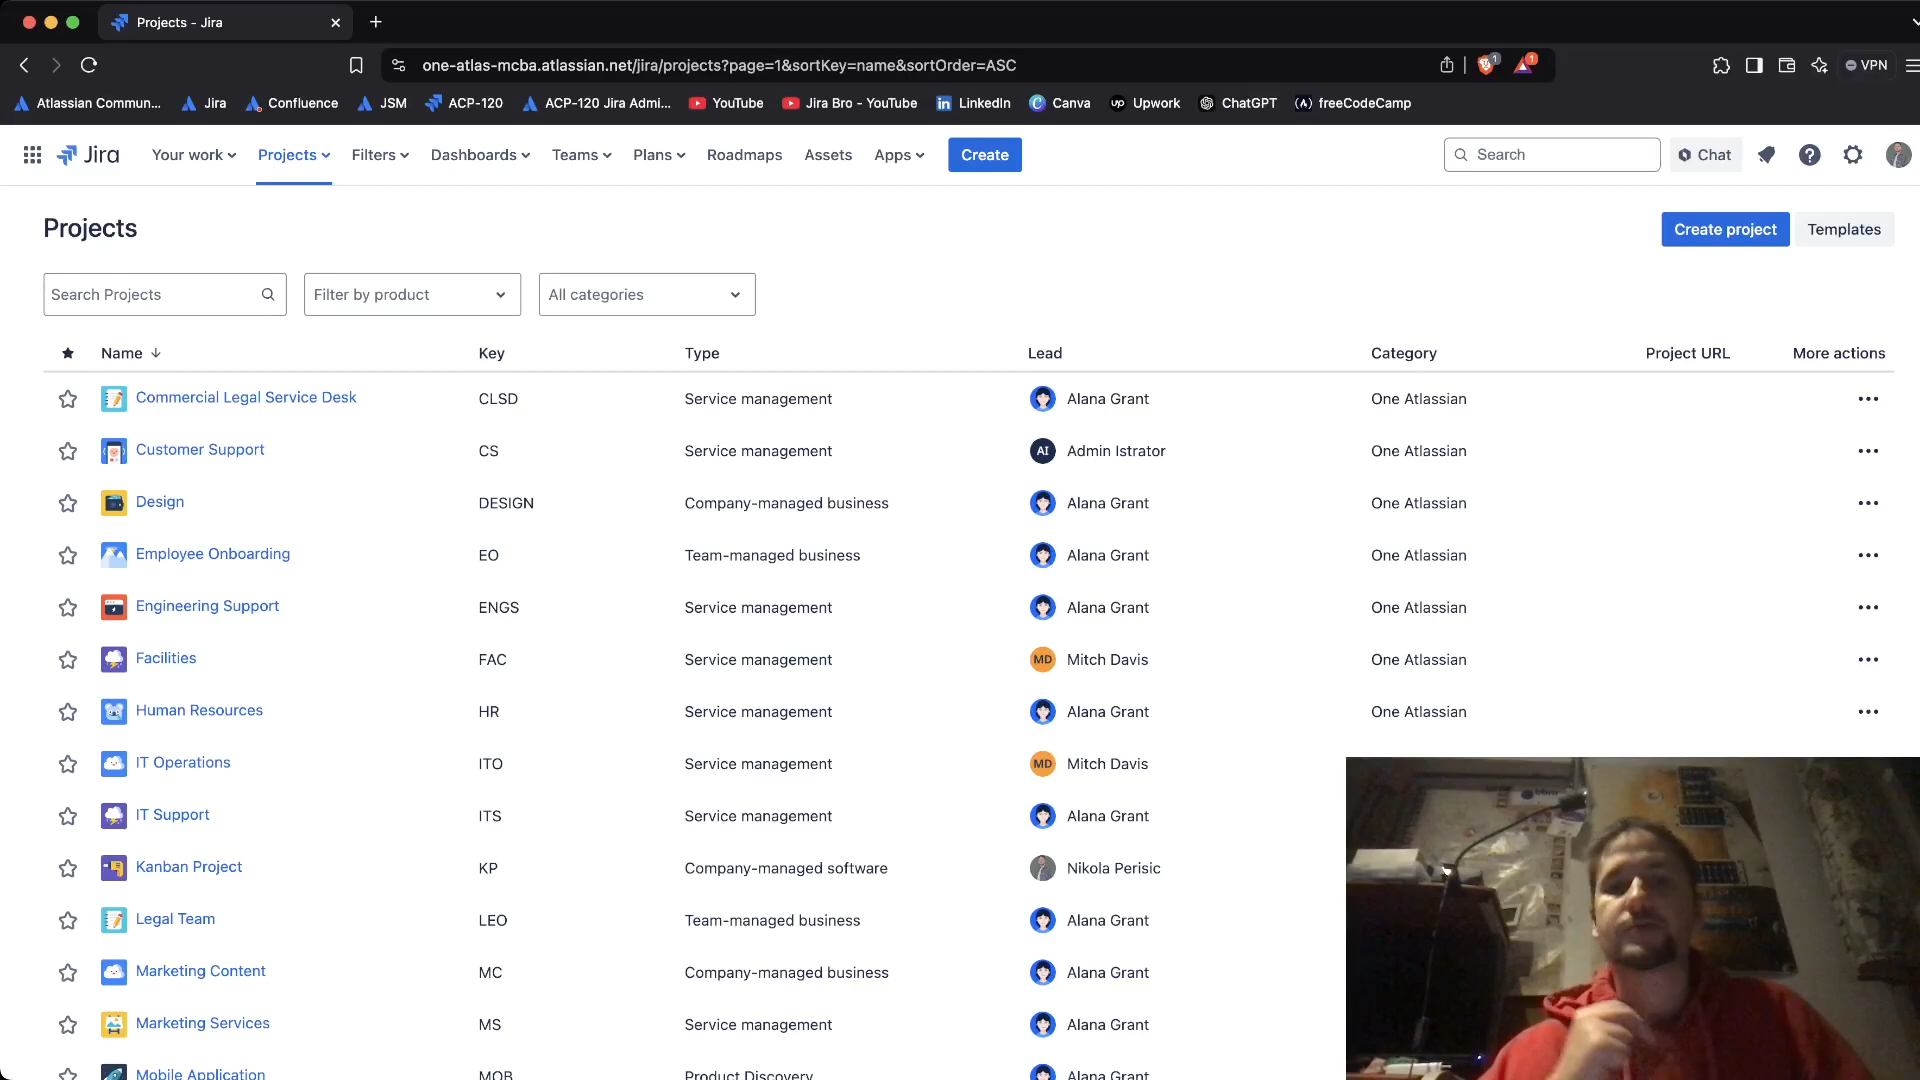 Projects - Jira
one-atlas-mcba.atlassian.net/jira/projects?page=1&sortKey=name&sortOrder=ASC
1
1
VPN
Atlassian Commun... Jira Confluence JSM ACP-120 ACP-120 Jira Admi... YouTube Jira Bro - YouTube LinkedIn Canva Upwork ChatGPT freeCodeCamp
Jira Your work Projects Filters Dashboards Teams Plans Roadmaps Assets Apps Create Search Chat
Projects
Create project Templates
Search Projects Filter by product All categories
Name Key Type Lead Category Project URL More actions
Commercial Legal Service Desk CLSD Service management Alana Grant One Atlassian
Customer Support CS Service management AI Admin Istrator One Atlassian
Design DESIGN Company-managed business Alana Grant One Atlassian
Employee Onboarding EO Team-managed business Alana Grant One Atlassian
Engineering Support ENGS Service management Alana Grant One Atlassian
Facilities FAC Service management MD Mitch Davis One Atlassian
Human Resources HR Service management Alana Grant One Atlassian
IT Operations ITO Service management MD Mitch Davis
IT Support ITS Service management Alana Grant
Kanban Project KP Company-managed software Nikola Perisic
Legal Team LEO Team-managed business Alana Grant
Marketing Content MC Company-managed business Alana Grant
Marketing Services MS Service management Alana Grant
Mobile Application MOB Product Discovery Alana Grant